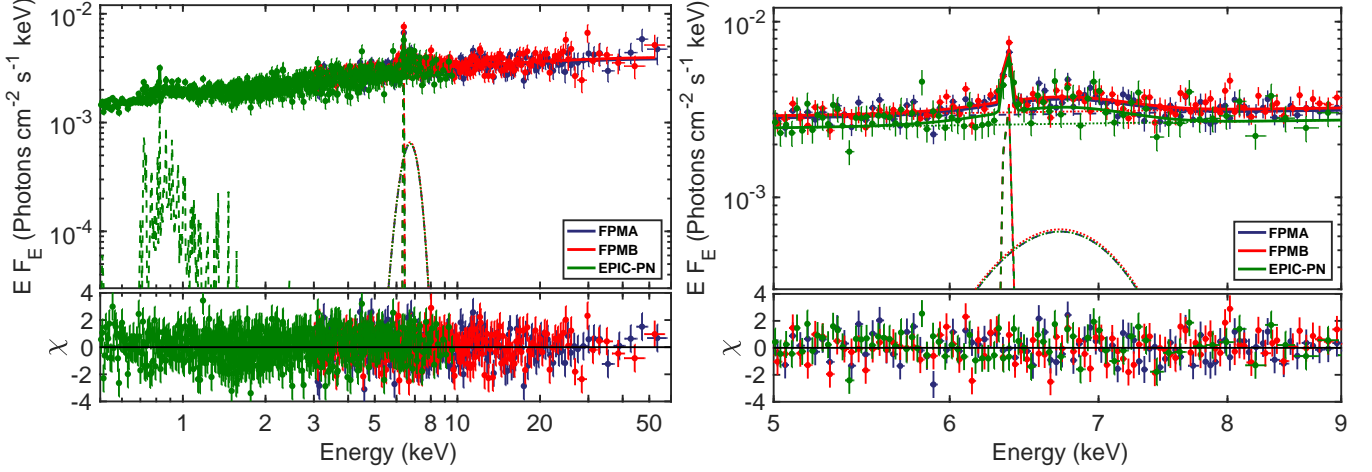 E F_E (Photons cm^-2 s^-1 keV)
10^-2
10^-3
10^-4
FPMA
FPMB
EPIC-PN
χ
4
2
0
-2
-4
1 2 3 5 8 10 20 30 50
Energy (keV)
E F_E (Photons cm^-2 s^-1 keV)
10^-2
10^-3
FPMA
FPMB
EPIC-PN
χ
4
2
0
-2
-4
5 6 7 8 9
Energy (keV)